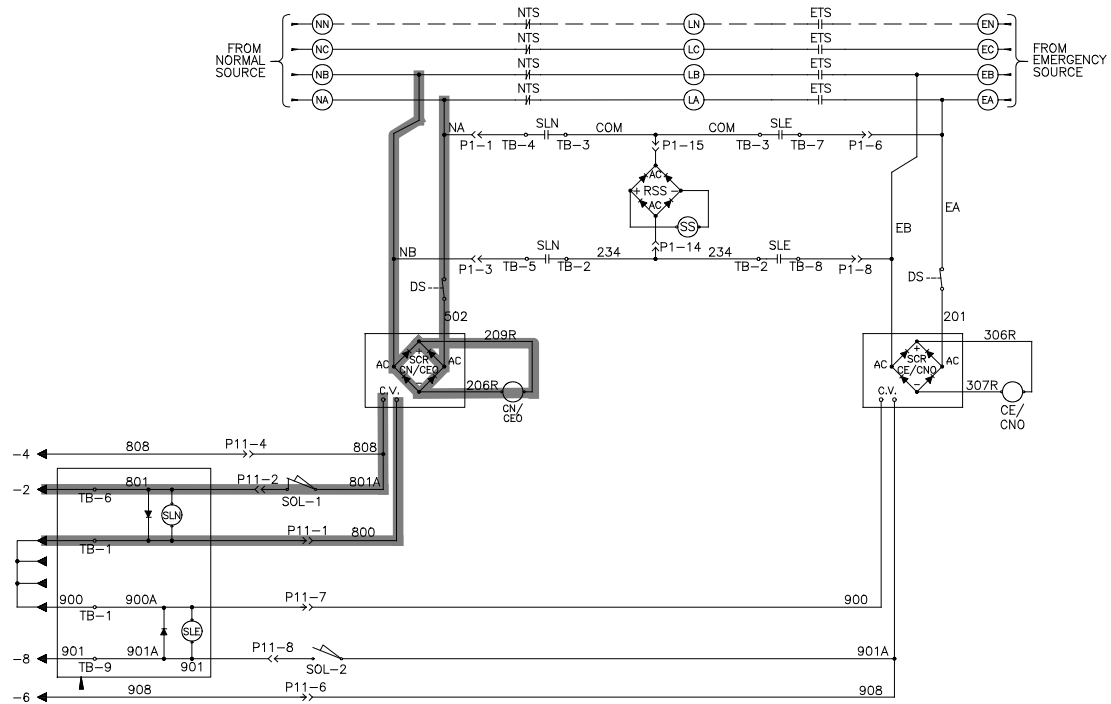 NN NTS LN ETS EN
NC NTS LC ETS EC
FROM NORMAL SOURCE
FROM EMERGENCY SOURCE
NB NTS LB ETS EB
NA NTS LA ETS EA
NA P1-1 TB-4 SLN TB-3 COM P1-15 COM TB-3 SLE TB-7 P1-6
AC
+ RSS -
AC
SS
EA
EB
NB P1-3 TB-5 SLN TB-2 234 P1-14 234 TB-2 SLE TB-8 P1-8
DS
DS
502
201
209R
306R
AC + SCR CN/CEO - AC
AC + SCR CE/CNO - AC
206R
307R
C.V.
C.V.
CN/
CEO
CE/
CNO
-4 808 P11-4 808
-2 TB-6 801 P11-2 SOL-1 801A
SLN
TB-1 P11-1 800
900 TB-1 900A P11-7 900
SLE
-8 901 TB-9 901A 901 P11-8 SOL-2 901A
-6 908 P11-6 908